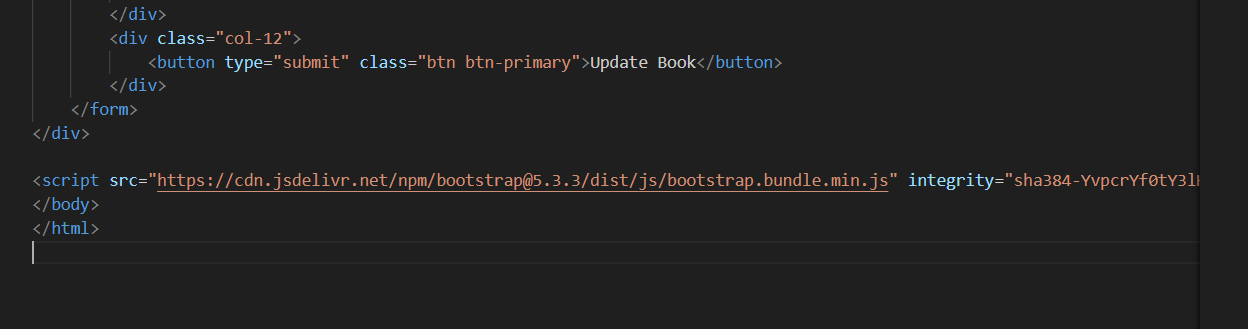 </div>
<div class="col-12">
<button type="submit" class="btn btn-primary">Update Book</button>
</div>
</form>
</div>
<script src="https://cdn.jsdelivr.net/npm/bootstrap@5.3.3/dist/js/bootstrap.bundle.min.js" integrity="sha384-YvpcrYf0tY3l
</body>
</html>